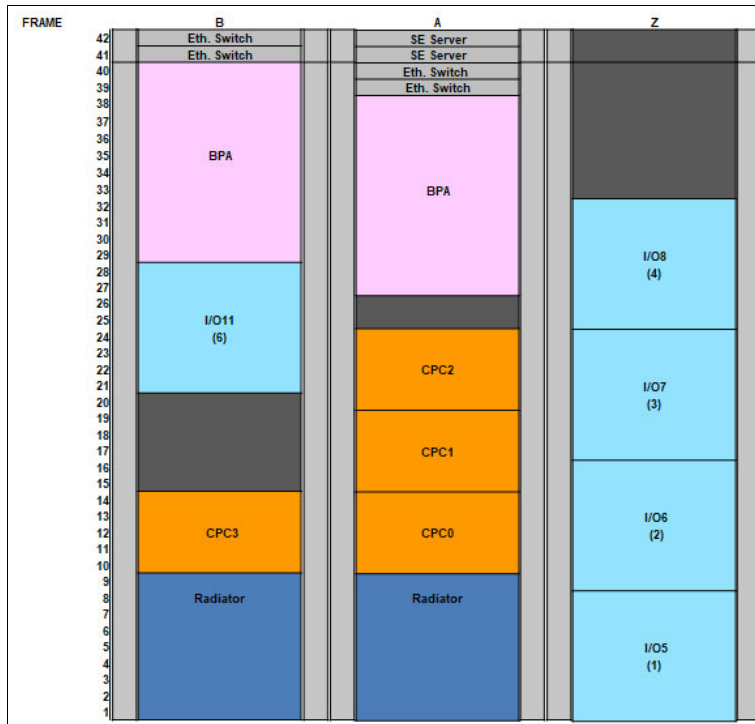 FRAME B A Z
42 Eth. Switch SE Server
41 Eth. Switch SE Server
40 Eth. Switch
39 Eth. Switch
38
37
36
35 BPA
34
33 BPA
32
31
30
29 I/O8
28 (4)
27
26
25 I/O11
24 (6)
23
22 CPC2 I/O7
21 (3)
20
19
18
17 CPC1
16
15
14
13 I/O6
12 CPC3 CPC0 (2)
11
10
9
8 Radiator Radiator
7
6
5 I/O5
4 (1)
3
2
1